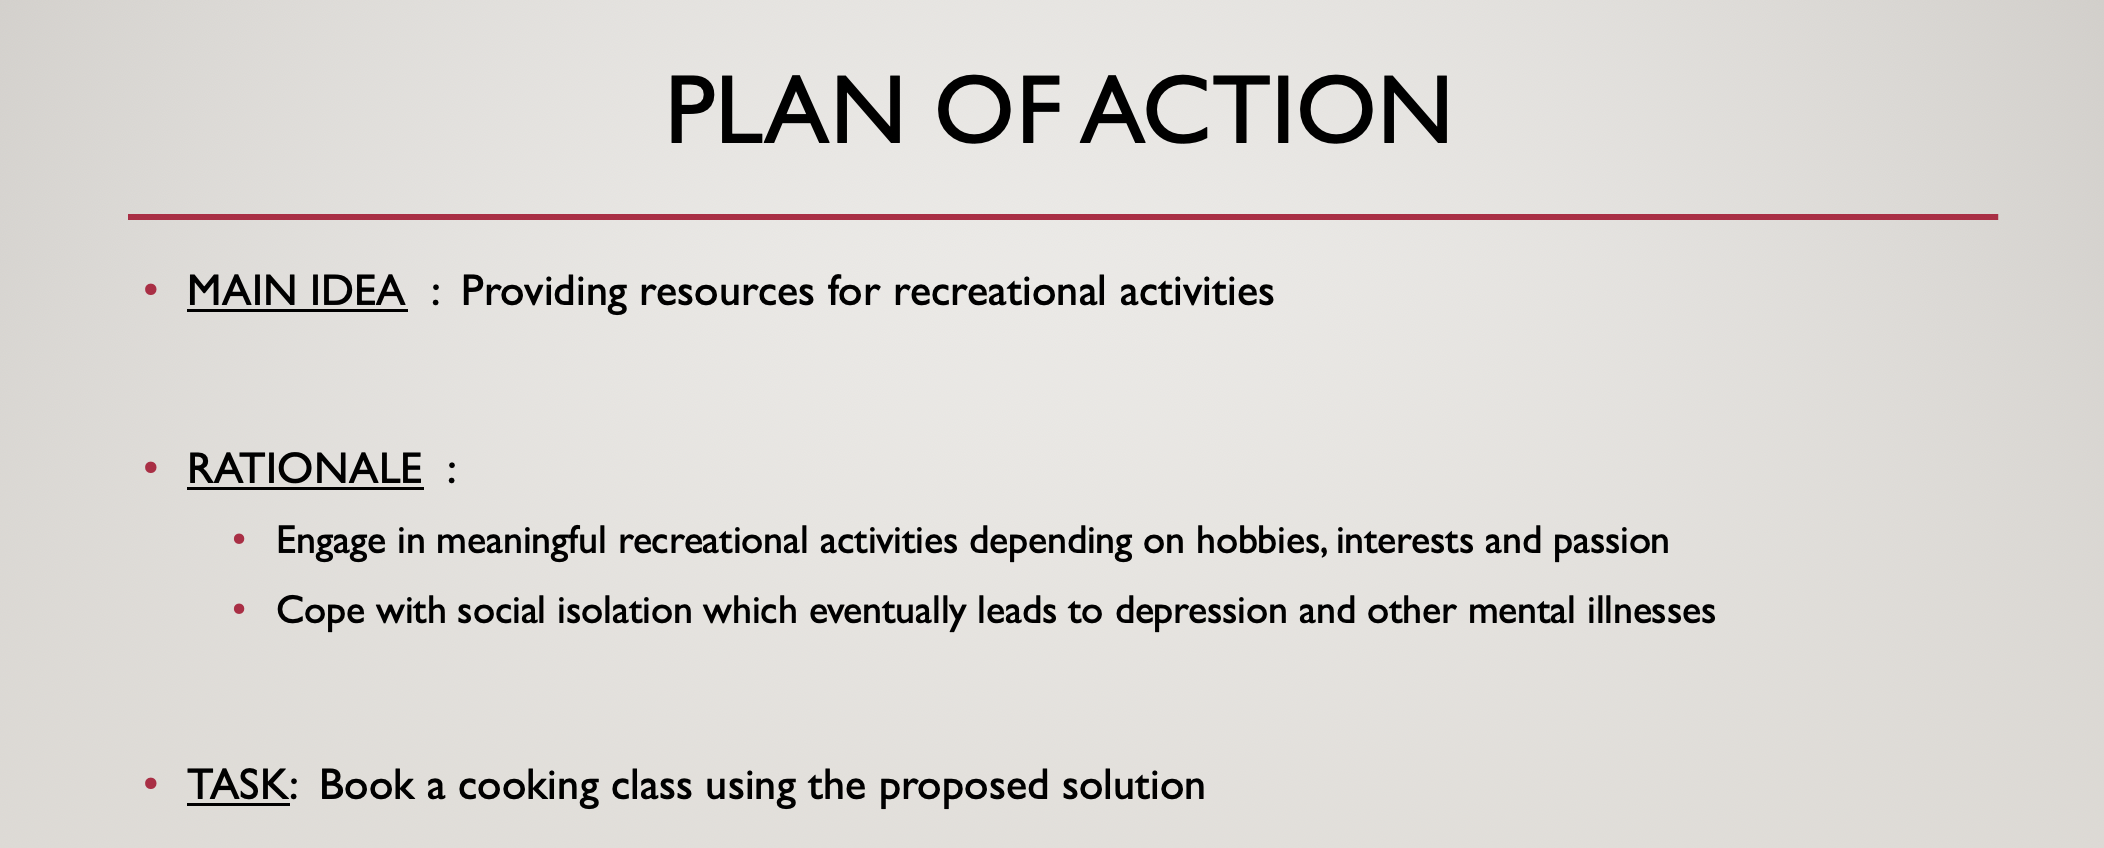 PLAN OF ACTION
• MAIN IDEA : Providing resources for recreational activities
• RATIONALE :
• Engage in meaningful recreational activities depending on hobbies, interests and passion
• Cope with social isolation which eventually leads to depression and other mental illnesses
• TASK: Book a cooking class using the proposed solution